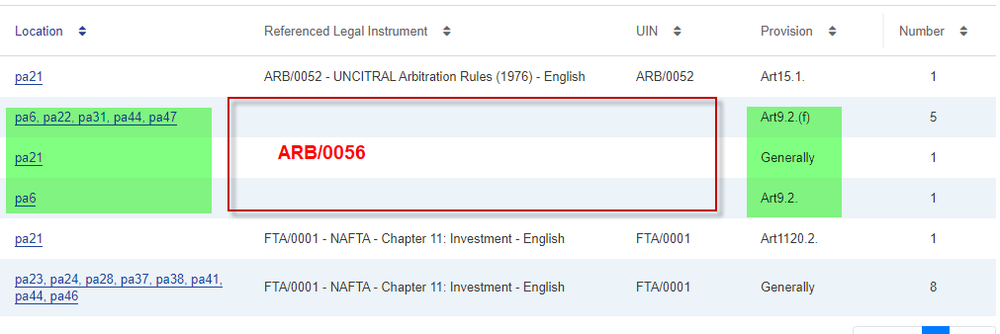 Location Referenced Legal Instrument UIN Provision Number
pa21 ARB/0052 - UNCITRAL Arbitration Rules (1976) - English ARB/0052 Art15.1. 1
pa6, pa22, pa31, pa44, pa47 Art9.2.(f) 5
ARB/0056
pa21 Generally 1
pa6 Art9.2. 1
pa21 FTA/0001 - NAFTA - Chapter 11: Investment - English FTA/0001 Art1120.2. 1
pa23, pa24, pa28, pa37, pa38, pa41,
pa44, pa46 FTA/0001 - NAFTA - Chapter 11: Investment - English FTA/0001 Generally 8